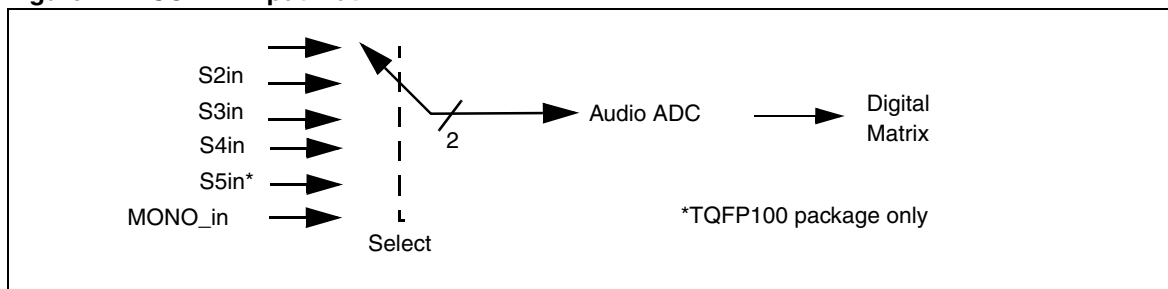 S2in
S3in
S4in
S5in*
MONO_in
Select
2
Audio ADC
Digital
Matrix
*TQFP100 package only